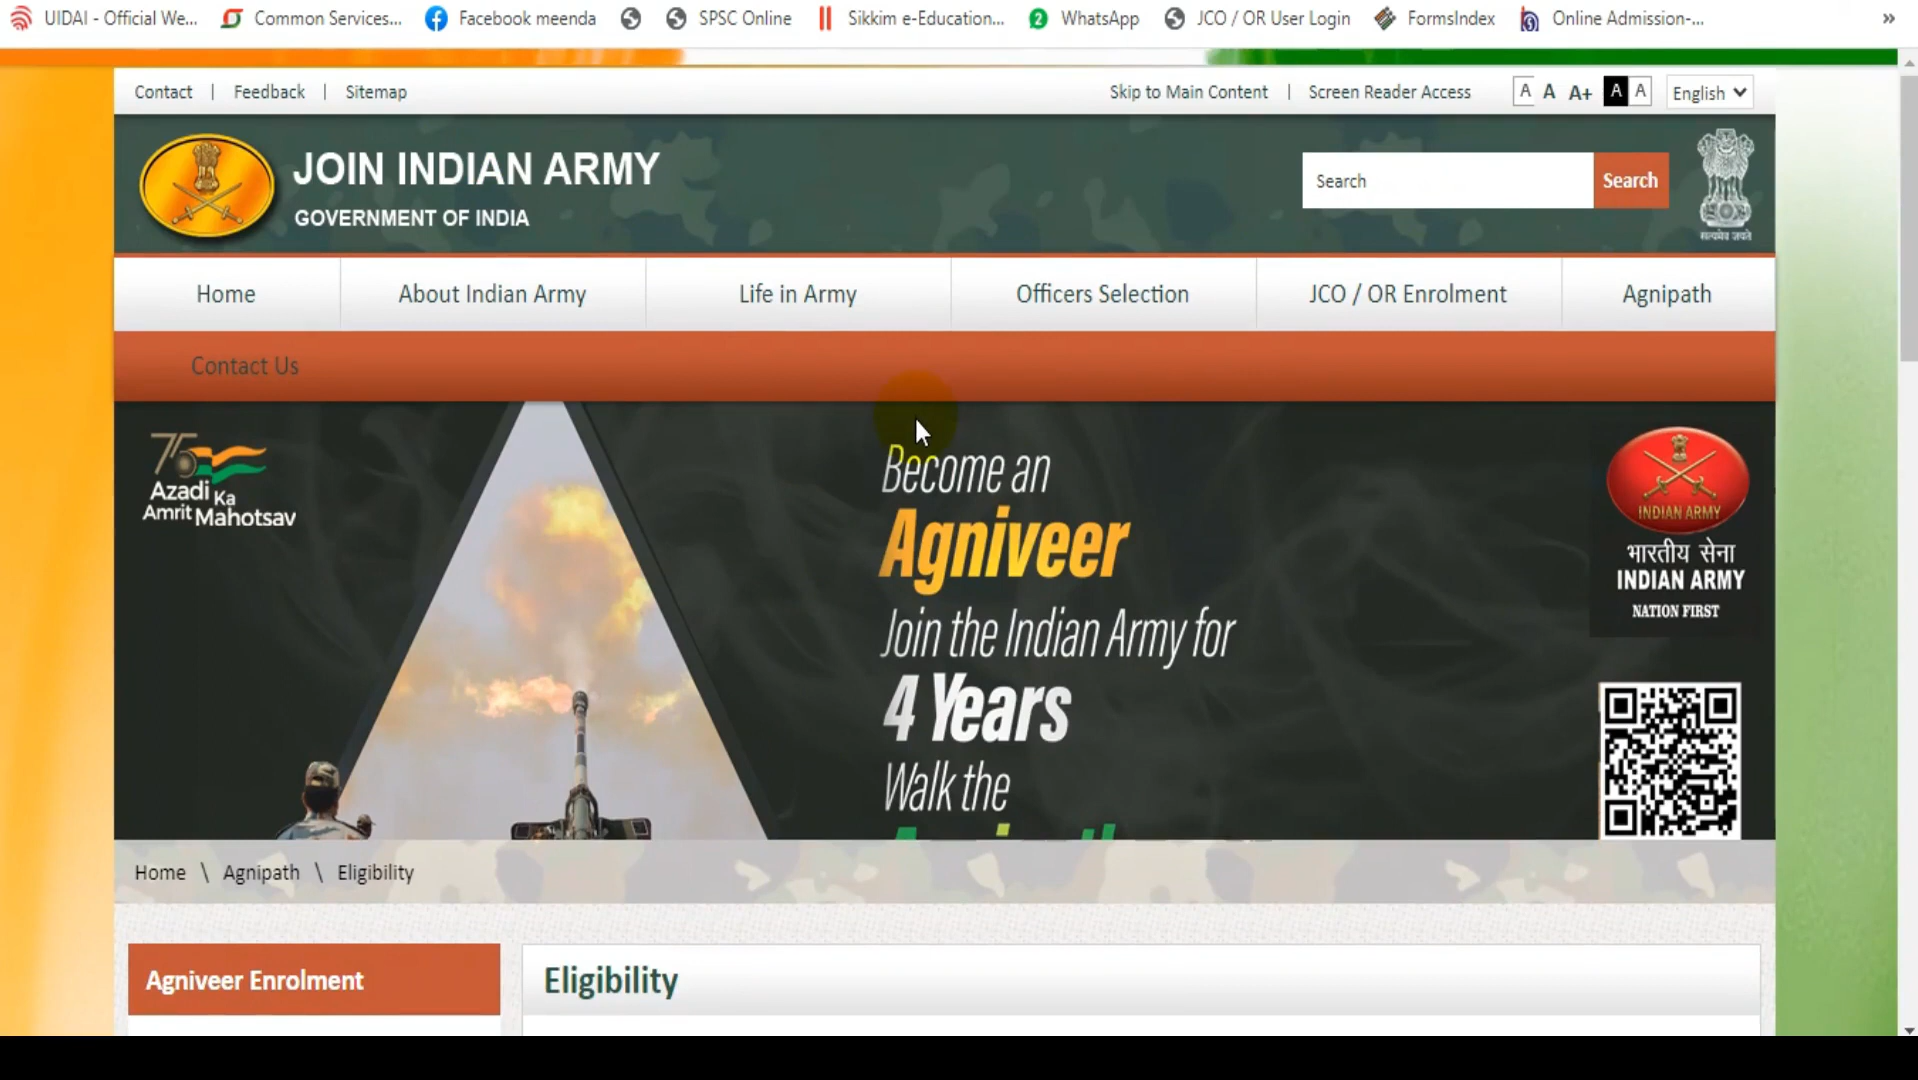 UIDAI - Official We... Common Services... Facebook meenda SPSC Online Sikkim e-Education... 2 WhatsApp JCO / OR User Login FormsIndex Online Admission-... »
Contact | Feedback | Sitemap Skip to Main Content | Screen Reader Access A A A+ A A English
JOIN INDIAN ARMY
GOVERNMENT OF INDIA
Search Search
सत्यमेव जयते
Home About Indian Army Life in Army Officers Selection JCO / OR Enrolment Agnipath
Contact Us
75
Azadi Ka
Amrit Mahotsav
Become an
Agniveer
Join the Indian Army for
4 Years
Walk the
INDIAN ARMY
भारतीय सेना
INDIAN ARMY
NATION FIRST
Home \ Agnipath \ Eligibility
Agniveer Enrolment
Eligibility